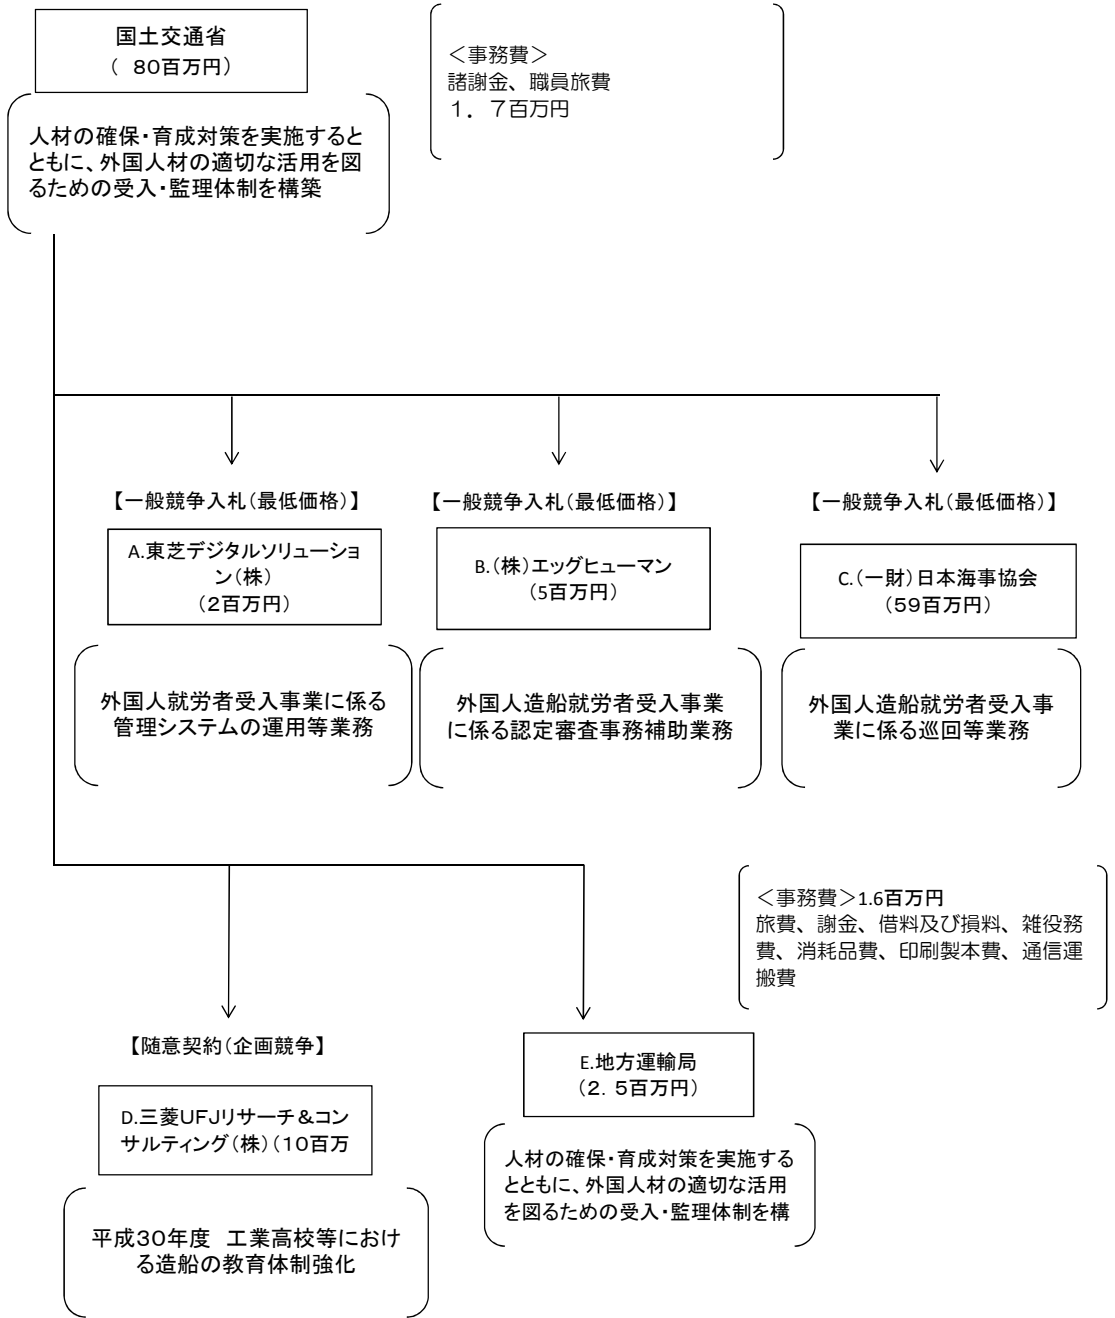 国土交通省
（　80百万円）
人材の確保・育成対策を実施すると
ともに、外国人材の適切な活用を図
るための受入・監理体制を構築
＜事務費＞
諸謝金、職員旅費
１．７百万円
【一般競争入札（最低価格）】
A.東芝デジタルソリューショ
ン（株）
（２百万円）
外国人就労者受入事業に係る
管理システムの運用等業務
【一般競争入札（最低価格）】
B.（株）エッグヒューマン
（5百万円）
外国人造船就労者受入事業
に係る認定審査事務補助業務
【一般競争入札（最低価格）】
C.（一財）日本海事協会
（５９百万円）
外国人造船就労者受入事
業に係る巡回等業務
＜事務費＞1.6百万円
旅費、謝金、借料及び損料、雑役務
費、消耗品費、印刷製本費、通信運
搬費
【随意契約（企画競争】
D.三菱ＵＦＪリサーチ＆コン
サルティング（株）（１０百万
平成３０年度　工業高校等におけ
る造船の教育体制強化
E.地方運輸局
（２．５百万円）
人材の確保・育成対策を実施する
とともに、外国人材の適切な活用
を図るための受入・監理体制を構